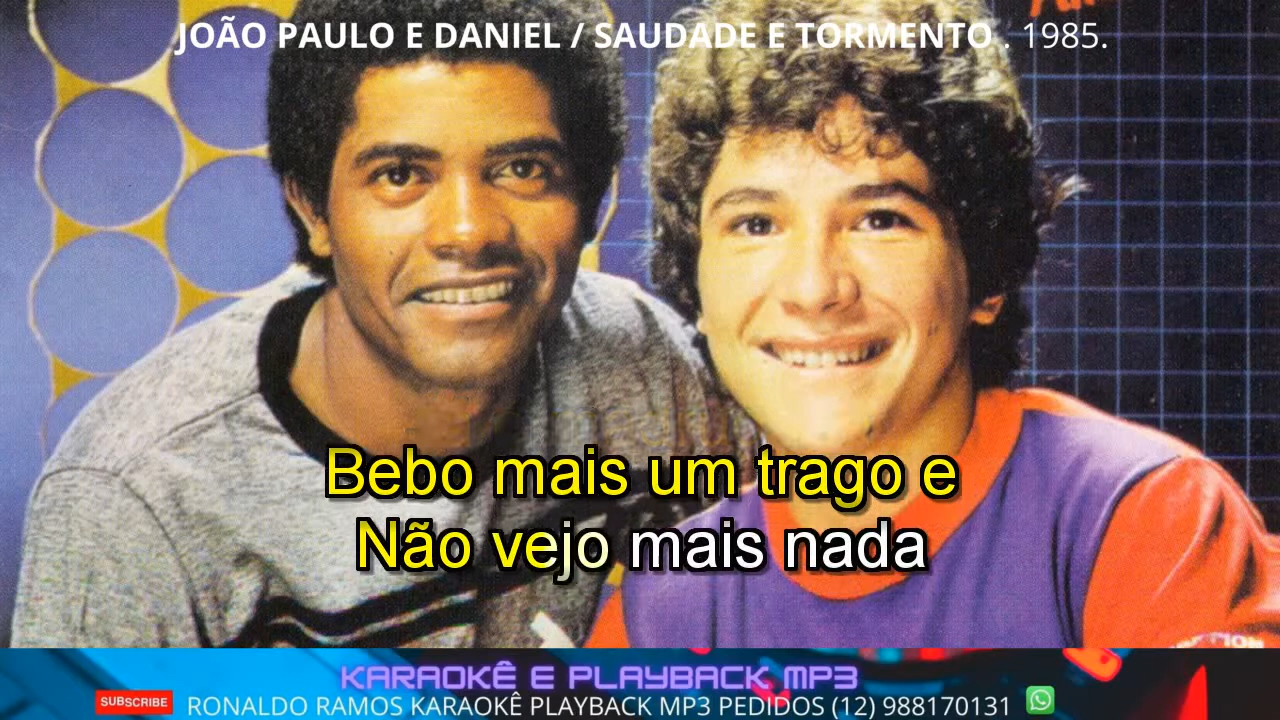 JOÃO PAULO E DANIEL / SAUDADE E TORMENTO . 1985.
Bebo mais um trago e
Não vejo mais nada
KARAOKÊ E PLAYBACK MP3
SUBSCRIBE RONALDO RAMOS KARAOKÊ PLAYBACK MP3 PEDIDOS (12) 988170131